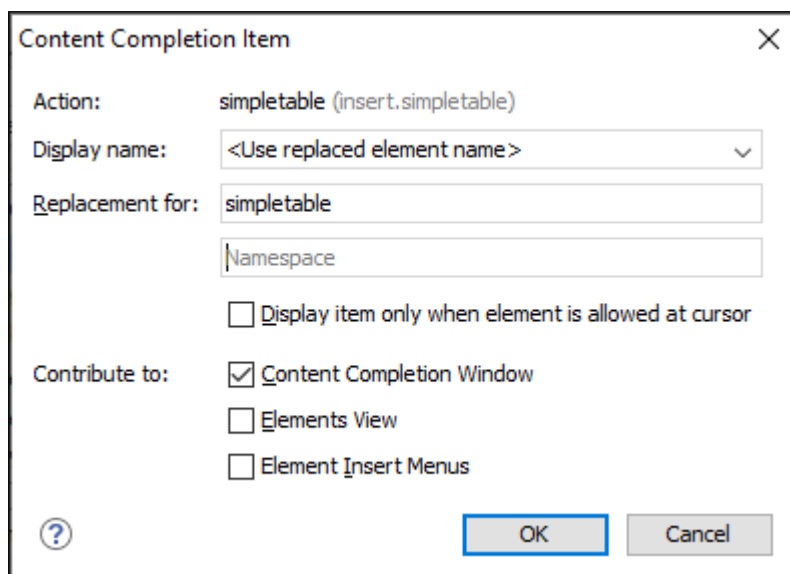 Content Completion Item
Action: simpletable (insert.simpletable)
Display name: <Use replaced element name>
Replacement for: simpletable
Namespace
Display item only when element is allowed at cursor
Contribute to: Content Completion Window
Elements View
Element Insert Menus
? OK Cancel